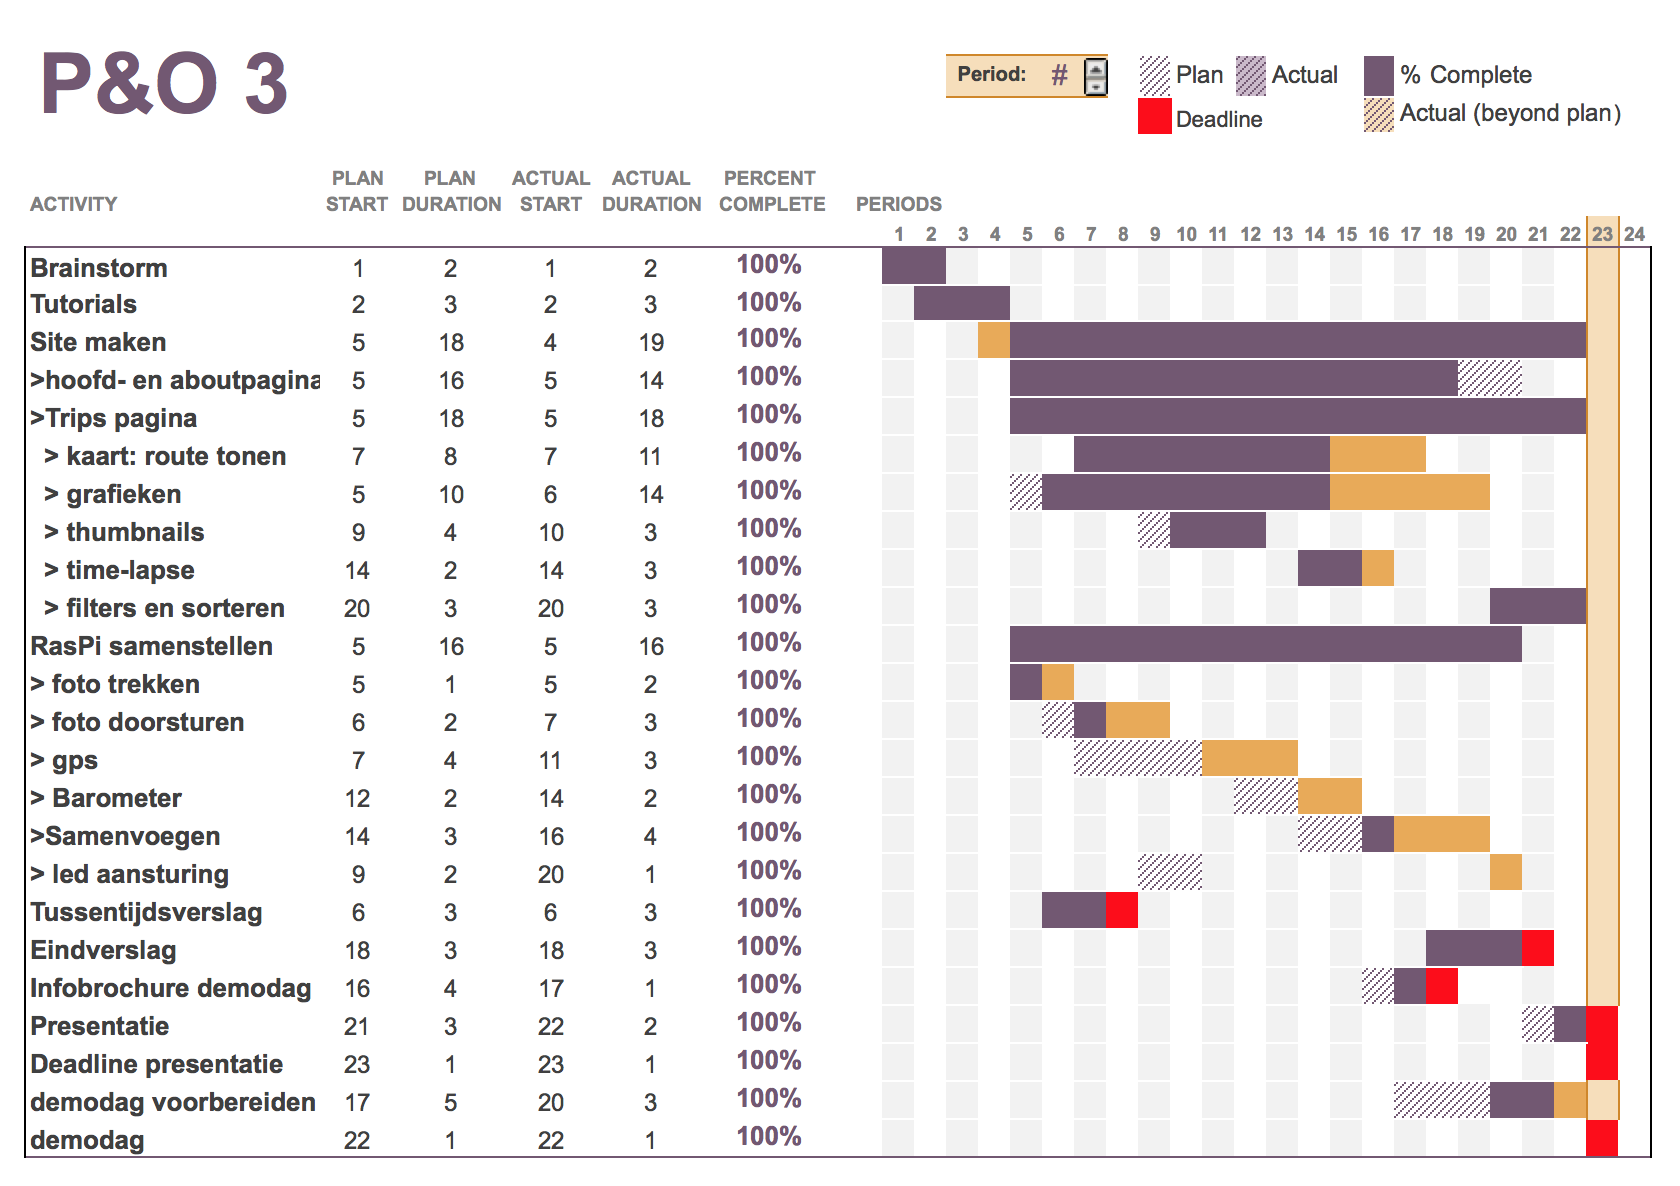 P&O 3
Period: #
Plan Actual % Complete
Deadline Actual (beyond plan)
PLAN PLAN ACTUAL ACTUAL PERCENT
ACTIVITY START DURATION START DURATION COMPLETE PERIODS
1 2 3 4 5 6 7 8 9 10 11 12 13 14 15 16 17 18 19 20 21 22 23 24
Brainstorm 1 2 1 2 100%
Tutorials 2 3 2 3 100%
Site maken 5 18 4 19 100%
>hoofd- en aboutpagina 5 16 5 14 100%
>Trips pagina 5 18 5 18 100%
> kaart: route tonen 7 8 7 11 100%
> grafieken 5 10 6 14 100%
> thumbnails 9 4 10 3 100%
> time-lapse 14 2 14 3 100%
> filters en sorteren 20 3 20 3 100%
RasPi samenstellen 5 16 5 16 100%
> foto trekken 5 1 5 2 100%
> foto doorsturen 6 2 7 3 100%
> gps 7 4 11 3 100%
> Barometer 12 2 14 2 100%
>Samenvoegen 14 3 16 4 100%
> led aansturing 9 2 20 1 100%
Tussentijdsverslag 6 3 6 3 100%
Eindverslag 18 3 18 3 100%
Infobrochure demodag 16 4 17 1 100%
Presentatie 21 3 22 2 100%
Deadline presentatie 23 1 23 1 100%
demodag voorbereiden 17 5 20 3 100%
demodag 22 1 22 1 100%